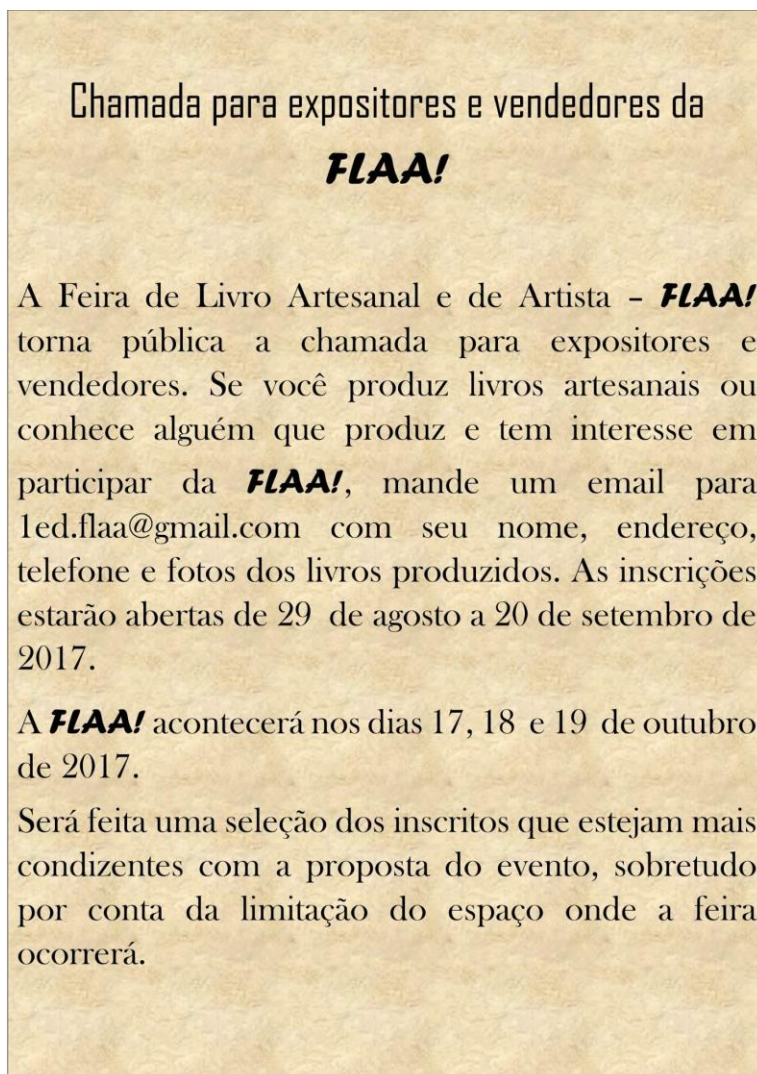 Chamada para expositores e vendedores da
FLAA!
A Feira de Livro Artesanal e de Artista – FLAA!
torna pública a chamada para expositores e
vendedores. Se você produz livros artesanais ou
conhece alguém que produz e tem interesse em
participar da FLAA!, mande um email para
1ed.flaa@gmail.com com seu nome, endereço,
telefone e fotos dos livros produzidos. As inscrições
estarão abertas de 29 de agosto a 20 de setembro de
2017.
A FLAA! acontecerá nos dias 17, 18 e 19 de outubro
de 2017.
Será feita uma seleção dos inscritos que estejam mais
condizentes com a proposta do evento, sobretudo
por conta da limitação do espaço onde a feira
ocorrerá.